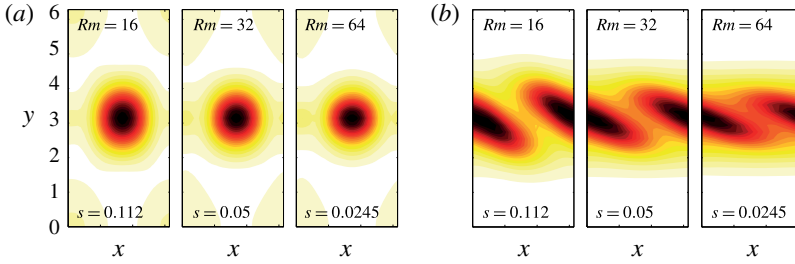 (a)
(b)
Rm = 16
Rm = 32
Rm = 64
Rm = 16
Rm = 32
Rm = 64
6
5
4
y
3
2
1
0
s = 0.112
s = 0.05
s = 0.0245
s = 0.112
s = 0.05
s = 0.0245
x
x
x
x
x
x